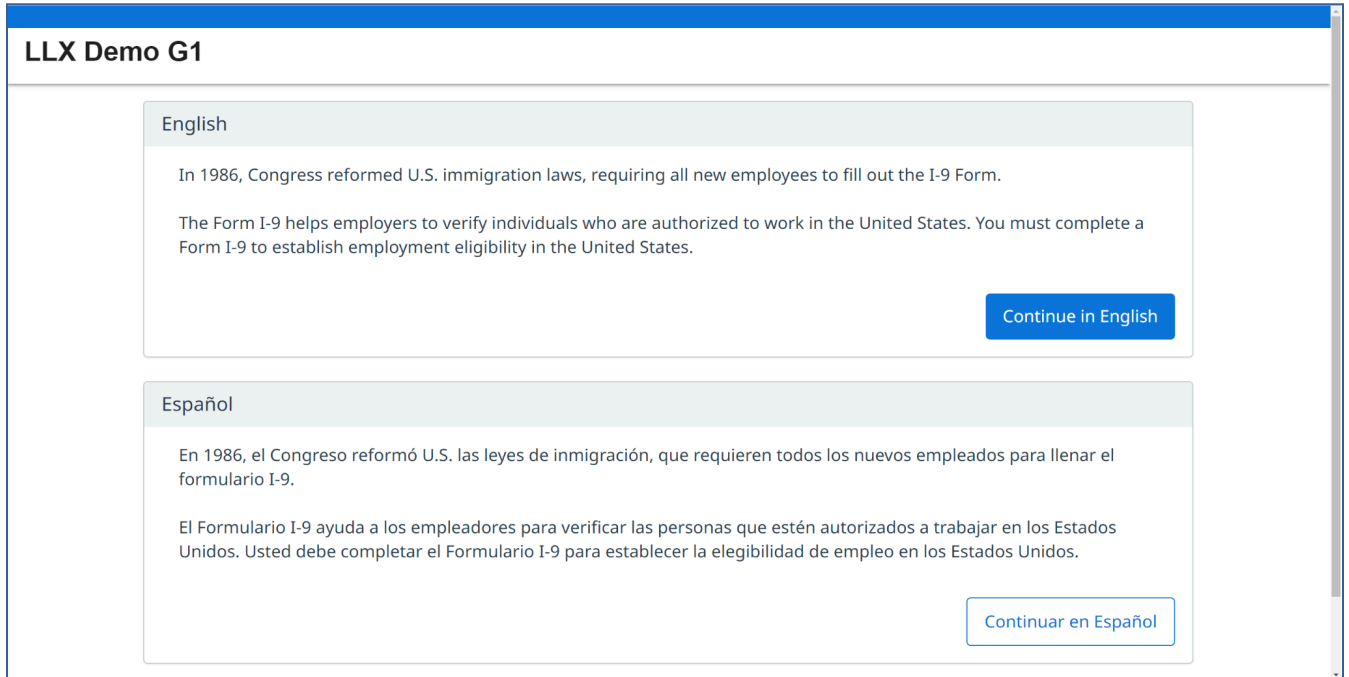 LLX Demo G1
English
In 1986, Congress reformed U.S. immigration laws, requiring all new employees to fill out the I-9 Form.
The Form I-9 helps employers to verify individuals who are authorized to work in the United States. You must complete a
Form I-9 to establish employment eligibility in the United States.
Continue in English
Español
En 1986, el Congreso reformó U.S. las leyes de inmigración, que requieren todos los nuevos empleados para llenar el
formulario I-9.
El Formulario I-9 ayuda a los empleadores para verificar las personas que estén autorizados a trabajar en los Estados
Unidos. Usted debe completar el Formulario I-9 para establecer la elegibilidad de empleo en los Estados Unidos.
Continuar en Español